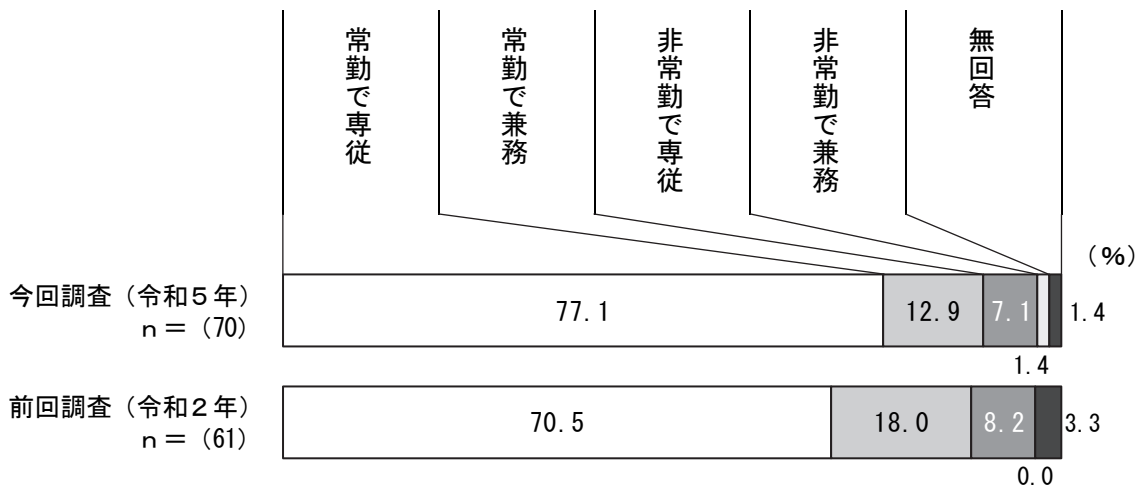 常勤で専従
常勤で兼務
非常勤で専従
非常勤で兼務
無回答
(%)
今回調査(令和5年)
n=(70)
77.1
12.9
7.1
1.4
1.4
前回調査(令和2年)
n=(61)
70.5
18.0
8.2
3.3
0.0